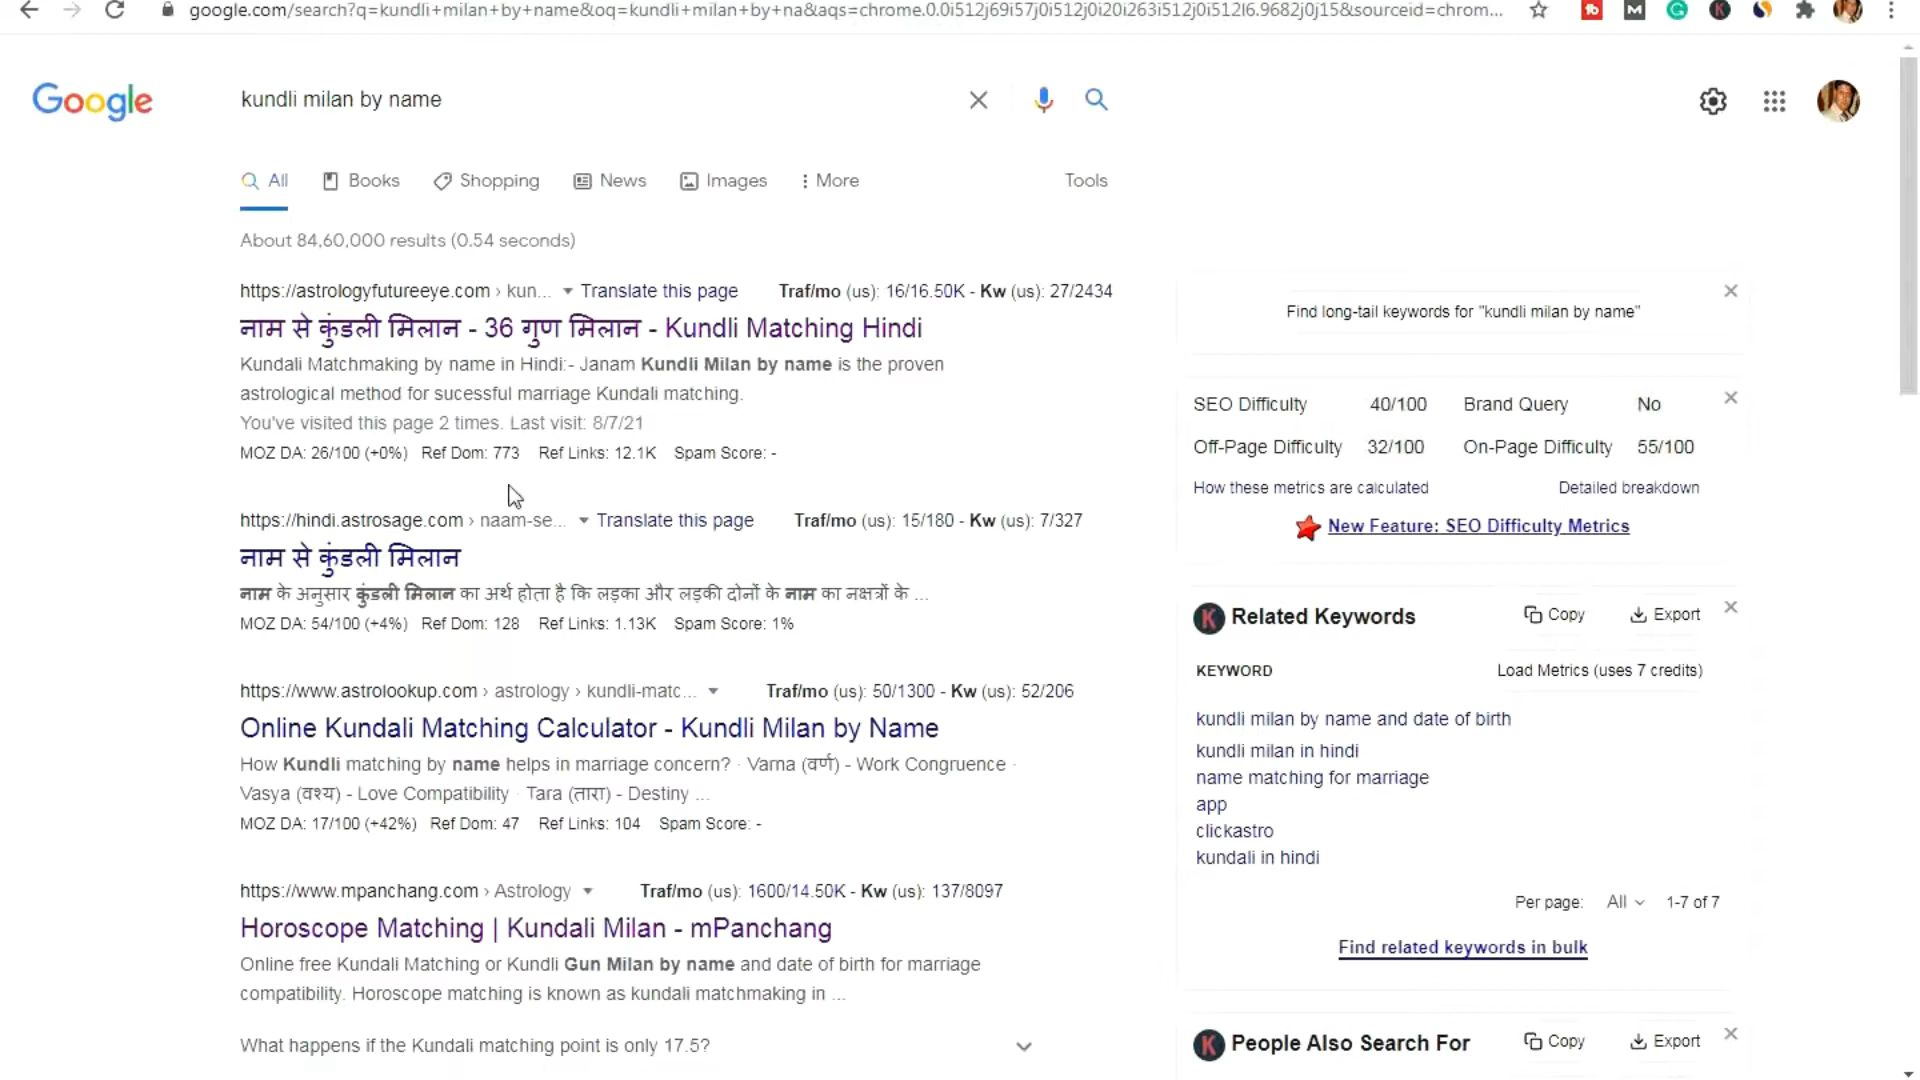 google.com/search?q=kundli+milan+by+name&oq=kundli+milan+by+na&aqs=chrome.0.0i512j69i57j0i512j0i20i263i512j0i512l6.9682j0j15&sourceid=chrom...
Google
kundli milan by name
All Books Shopping News Images More Tools
About 84,60,000 results (0.54 seconds)
https://astrologyfutureeye.com › kun... Translate this page Traf/mo (us): 16/16.50K - Kw (us): 27/2434
नाम से कुंडली मिलान - 36 गुण मिलान - Kundli Matching Hindi
Kundali Matchmaking by name in Hindi:- Janam Kundli Milan by name is the proven
astrological method for sucessful marriage Kundali matching.
You've visited this page 2 times. Last visit: 8/7/21
MOZ DA: 26/100 (+0%) Ref Dom: 773 Ref Links: 12.1K Spam Score: -
https://hindi.astrosage.com › naam-se... Translate this page Traf/mo (us): 15/180 - Kw (us): 7/327
नाम से कुंडली मिलान
नाम के अनुसार कुंडली मिलान का अर्थ होता है कि लड़का और लड़की दोनों के नाम का नक्षत्रों के ...
MOZ DA: 54/100 (+4%) Ref Dom: 128 Ref Links: 1.13K Spam Score: 1%
https://www.astrolookup.com › astrology › kundli-matc... Traf/mo (us): 50/1300 - Kw (us): 52/206
Online Kundali Matching Calculator - Kundli Milan by Name
How Kundli matching by name helps in marriage concern? · Varna (वर्ण) - Work Congruence ·
Vasya (वश्य) - Love Compatibility · Tara (तारा) - Destiny ...
MOZ DA: 17/100 (+42%) Ref Dom: 47 Ref Links: 104 Spam Score: -
https://www.mpanchang.com › Astrology Traf/mo (us): 1600/14.50K - Kw (us): 137/8097
Horoscope Matching | Kundali Milan - mPanchang
Online free Kundali Matching or Kundli Gun Milan by name and date of birth for marriage
compatibility. Horoscope matching is known as kundali matchmaking in ...
What happens if the Kundali matching point is only 17.5?
Find long-tail keywords for "kundli milan by name"
SEO Difficulty 40/100 Brand Query No
Off-Page Difficulty 32/100 On-Page Difficulty 55/100
How these metrics are calculated Detailed breakdown
New Feature: SEO Difficulty Metrics
K Related Keywords Copy Export
KEYWORD Load Metrics (uses 7 credits)
kundli milan by name and date of birth
kundli milan in hindi
name matching for marriage
app
clickastro
kundali in hindi
Per page: All 1-7 of 7
Find related keywords in bulk
K People Also Search For Copy Export